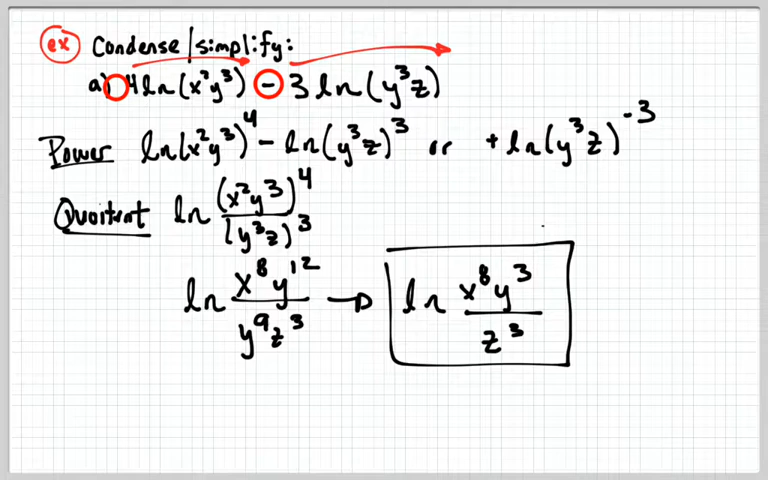 ex Condense/simplify:
a) 4 ln(x²y³) - 3 ln(y³z)
Power ln(x²y³)⁴ - ln(y³z)³ or + ln(y³z)⁻³
Quoitent ln (x²y³)⁴/(y³z)³
ln x⁸y¹²/y⁹z³ → ln x⁸y³/z³